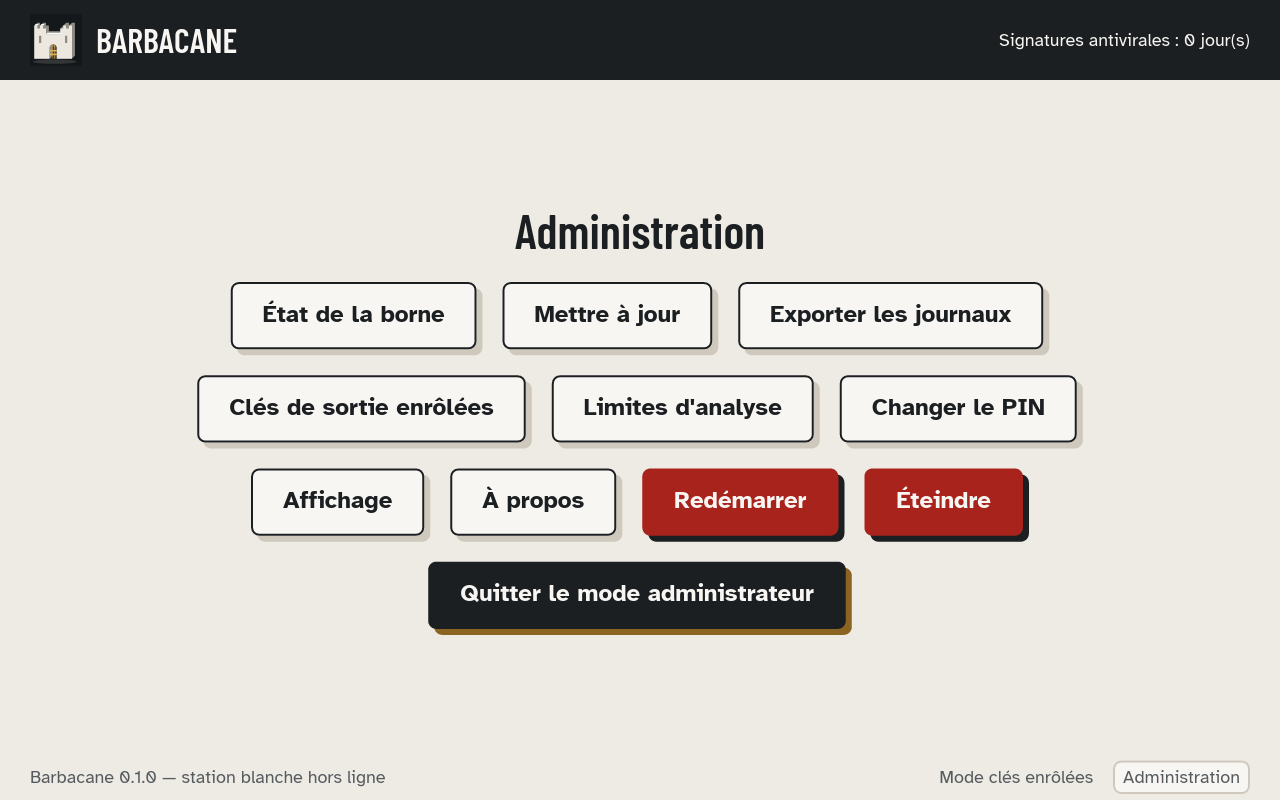 BARBACANE
Signatures antivirales : 0 jour(s)
Administration
État de la borne
Mettre à jour
Exporter les journaux
Clés de sortie enrôlées
Limites d'analyse
Changer le PIN
Affichage
À propos
Redémarrer
Éteindre
Quitter le mode administrateur
Barbacane 0.1.0 — station blanche hors ligne
Mode clés enrôlées
Administration